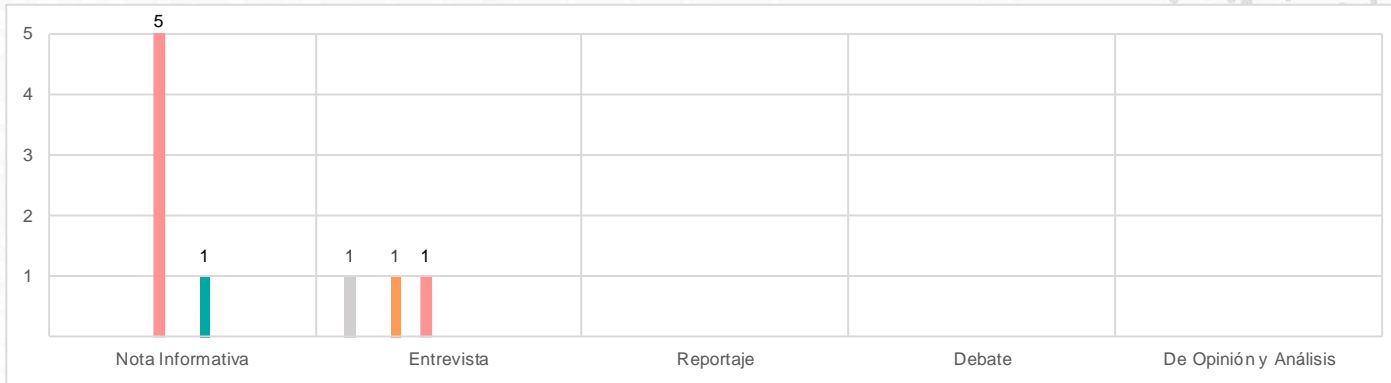 5
5
4
3
2
1
1
1
1
1
Nota Informativa
Entrevista
Reportaje
Debate
De Opinión y Análisis